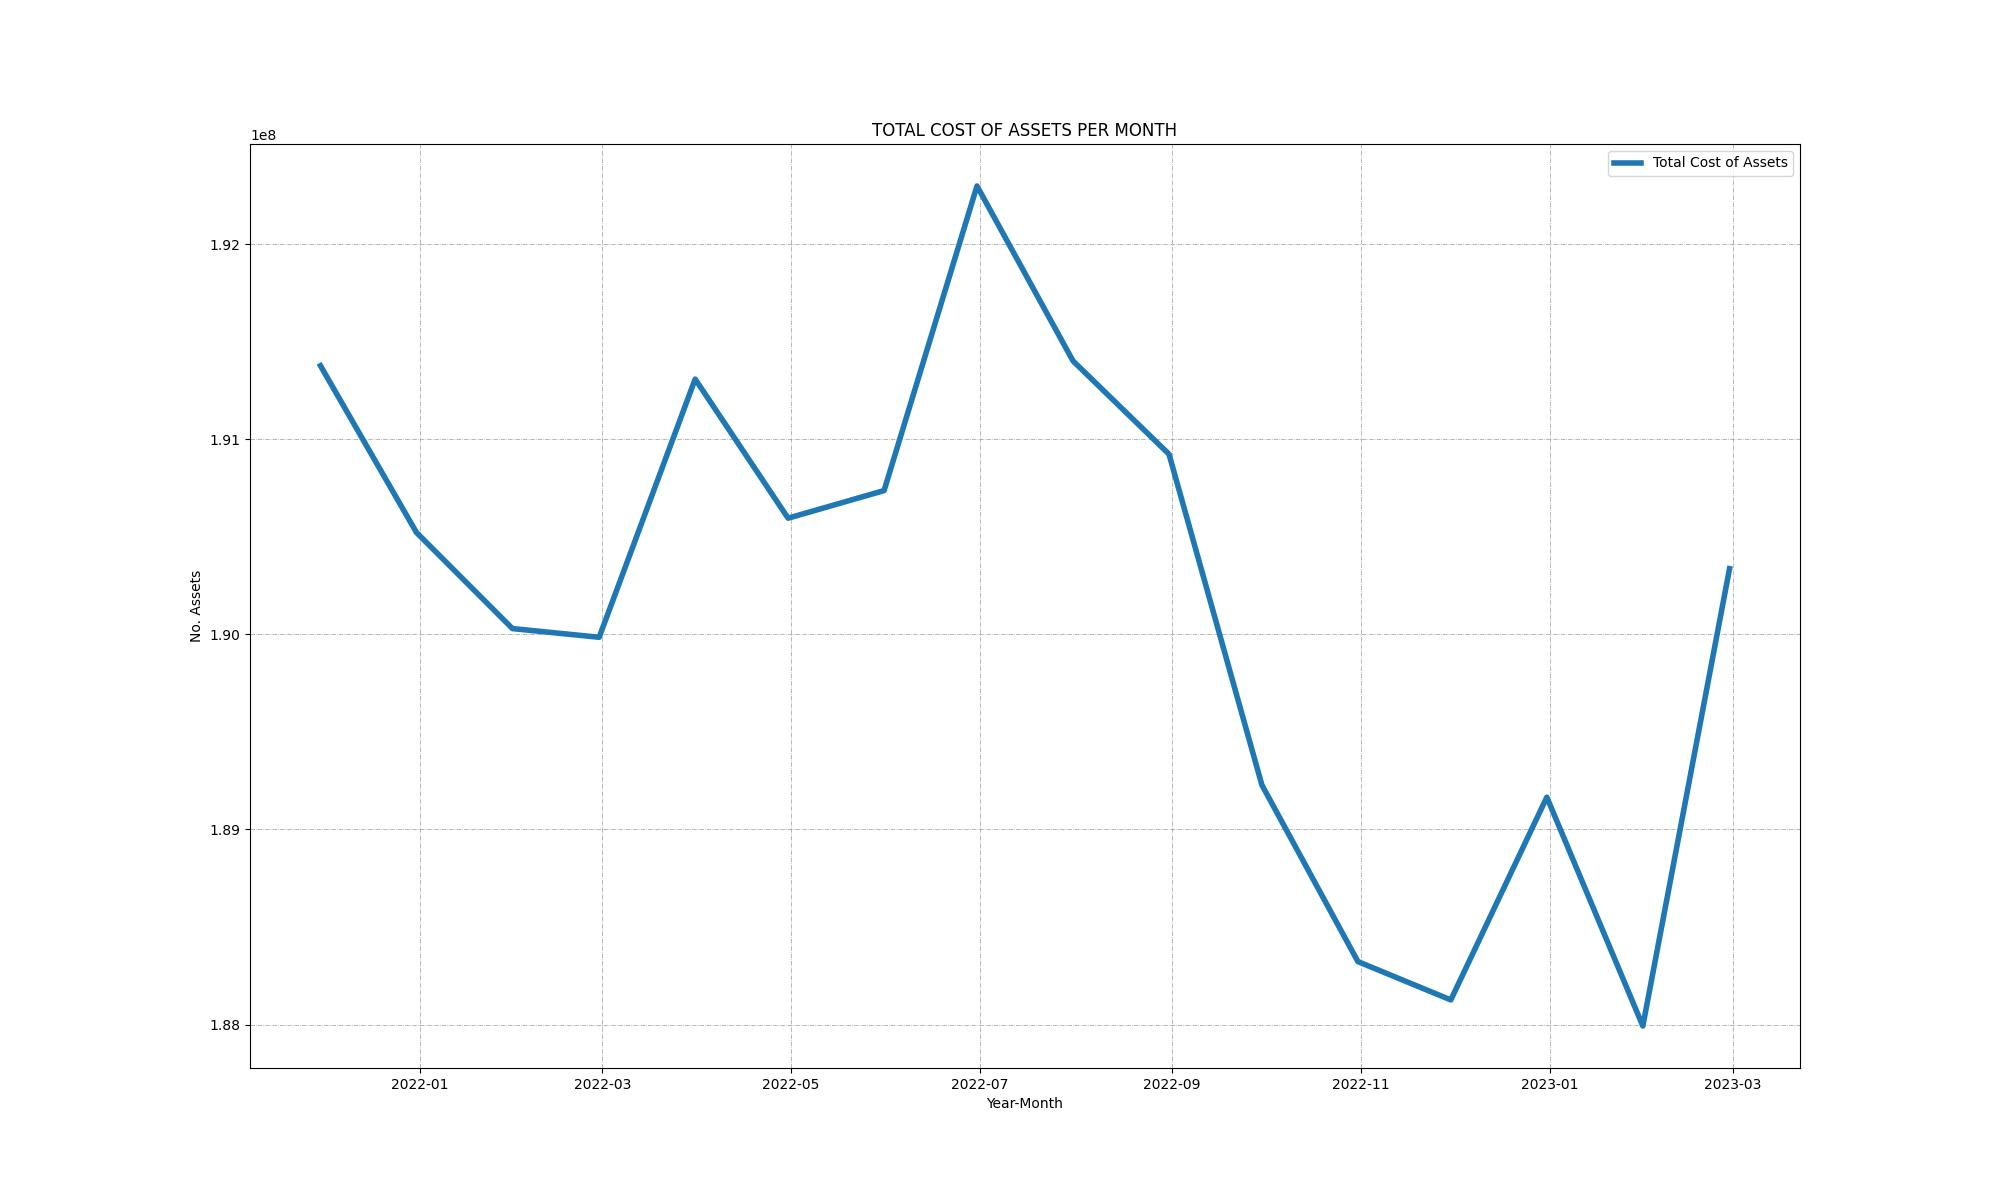 TOTAL COST OF ASSETS PER MONTH
1e8
Total Cost of Assets
1.92
1.91
1.90
1.89
1.88
No. Assets
2022-01 2022-03 2022-05 2022-07 2022-09 2022-11 2023-01 2023-03
Year-Month